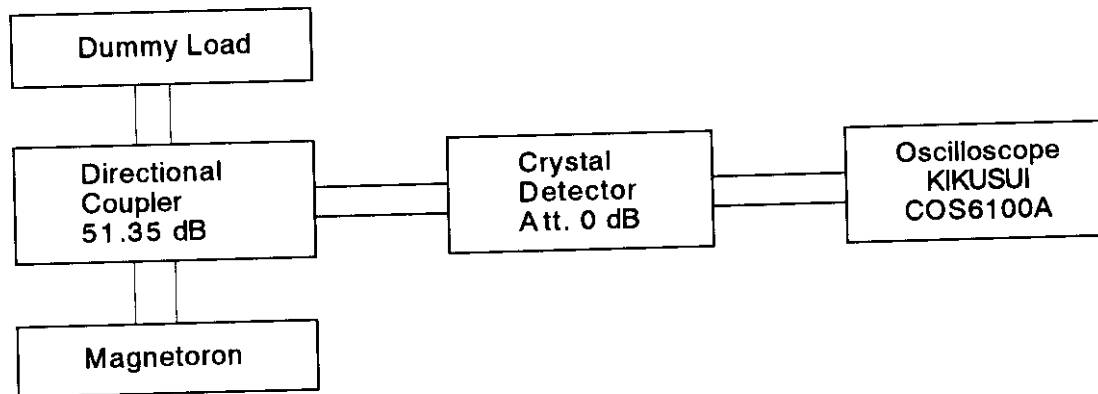 Dummy Load
Directional
Coupler
51.35 dB
Crystal
Detector
Att. 0 dB
Oscilloscope
KIKUSUI
COS6100A
Magnetoron